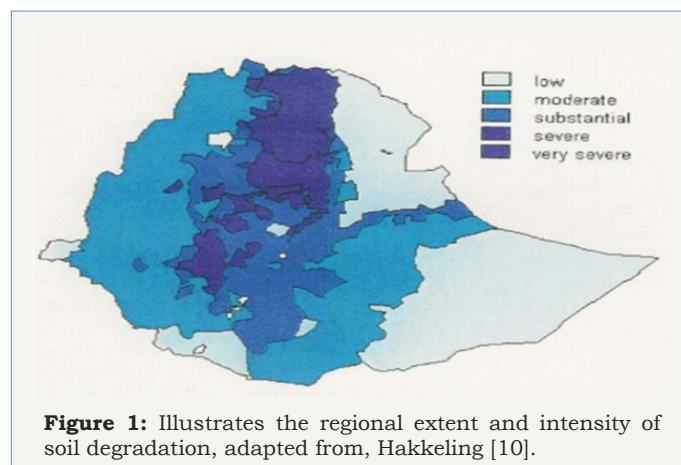 low
moderate
substantial
severe
very severe
Figure 1: Illustrates the regional extent and intensity of
soil degradation, adapted from, Hakkeling [10].